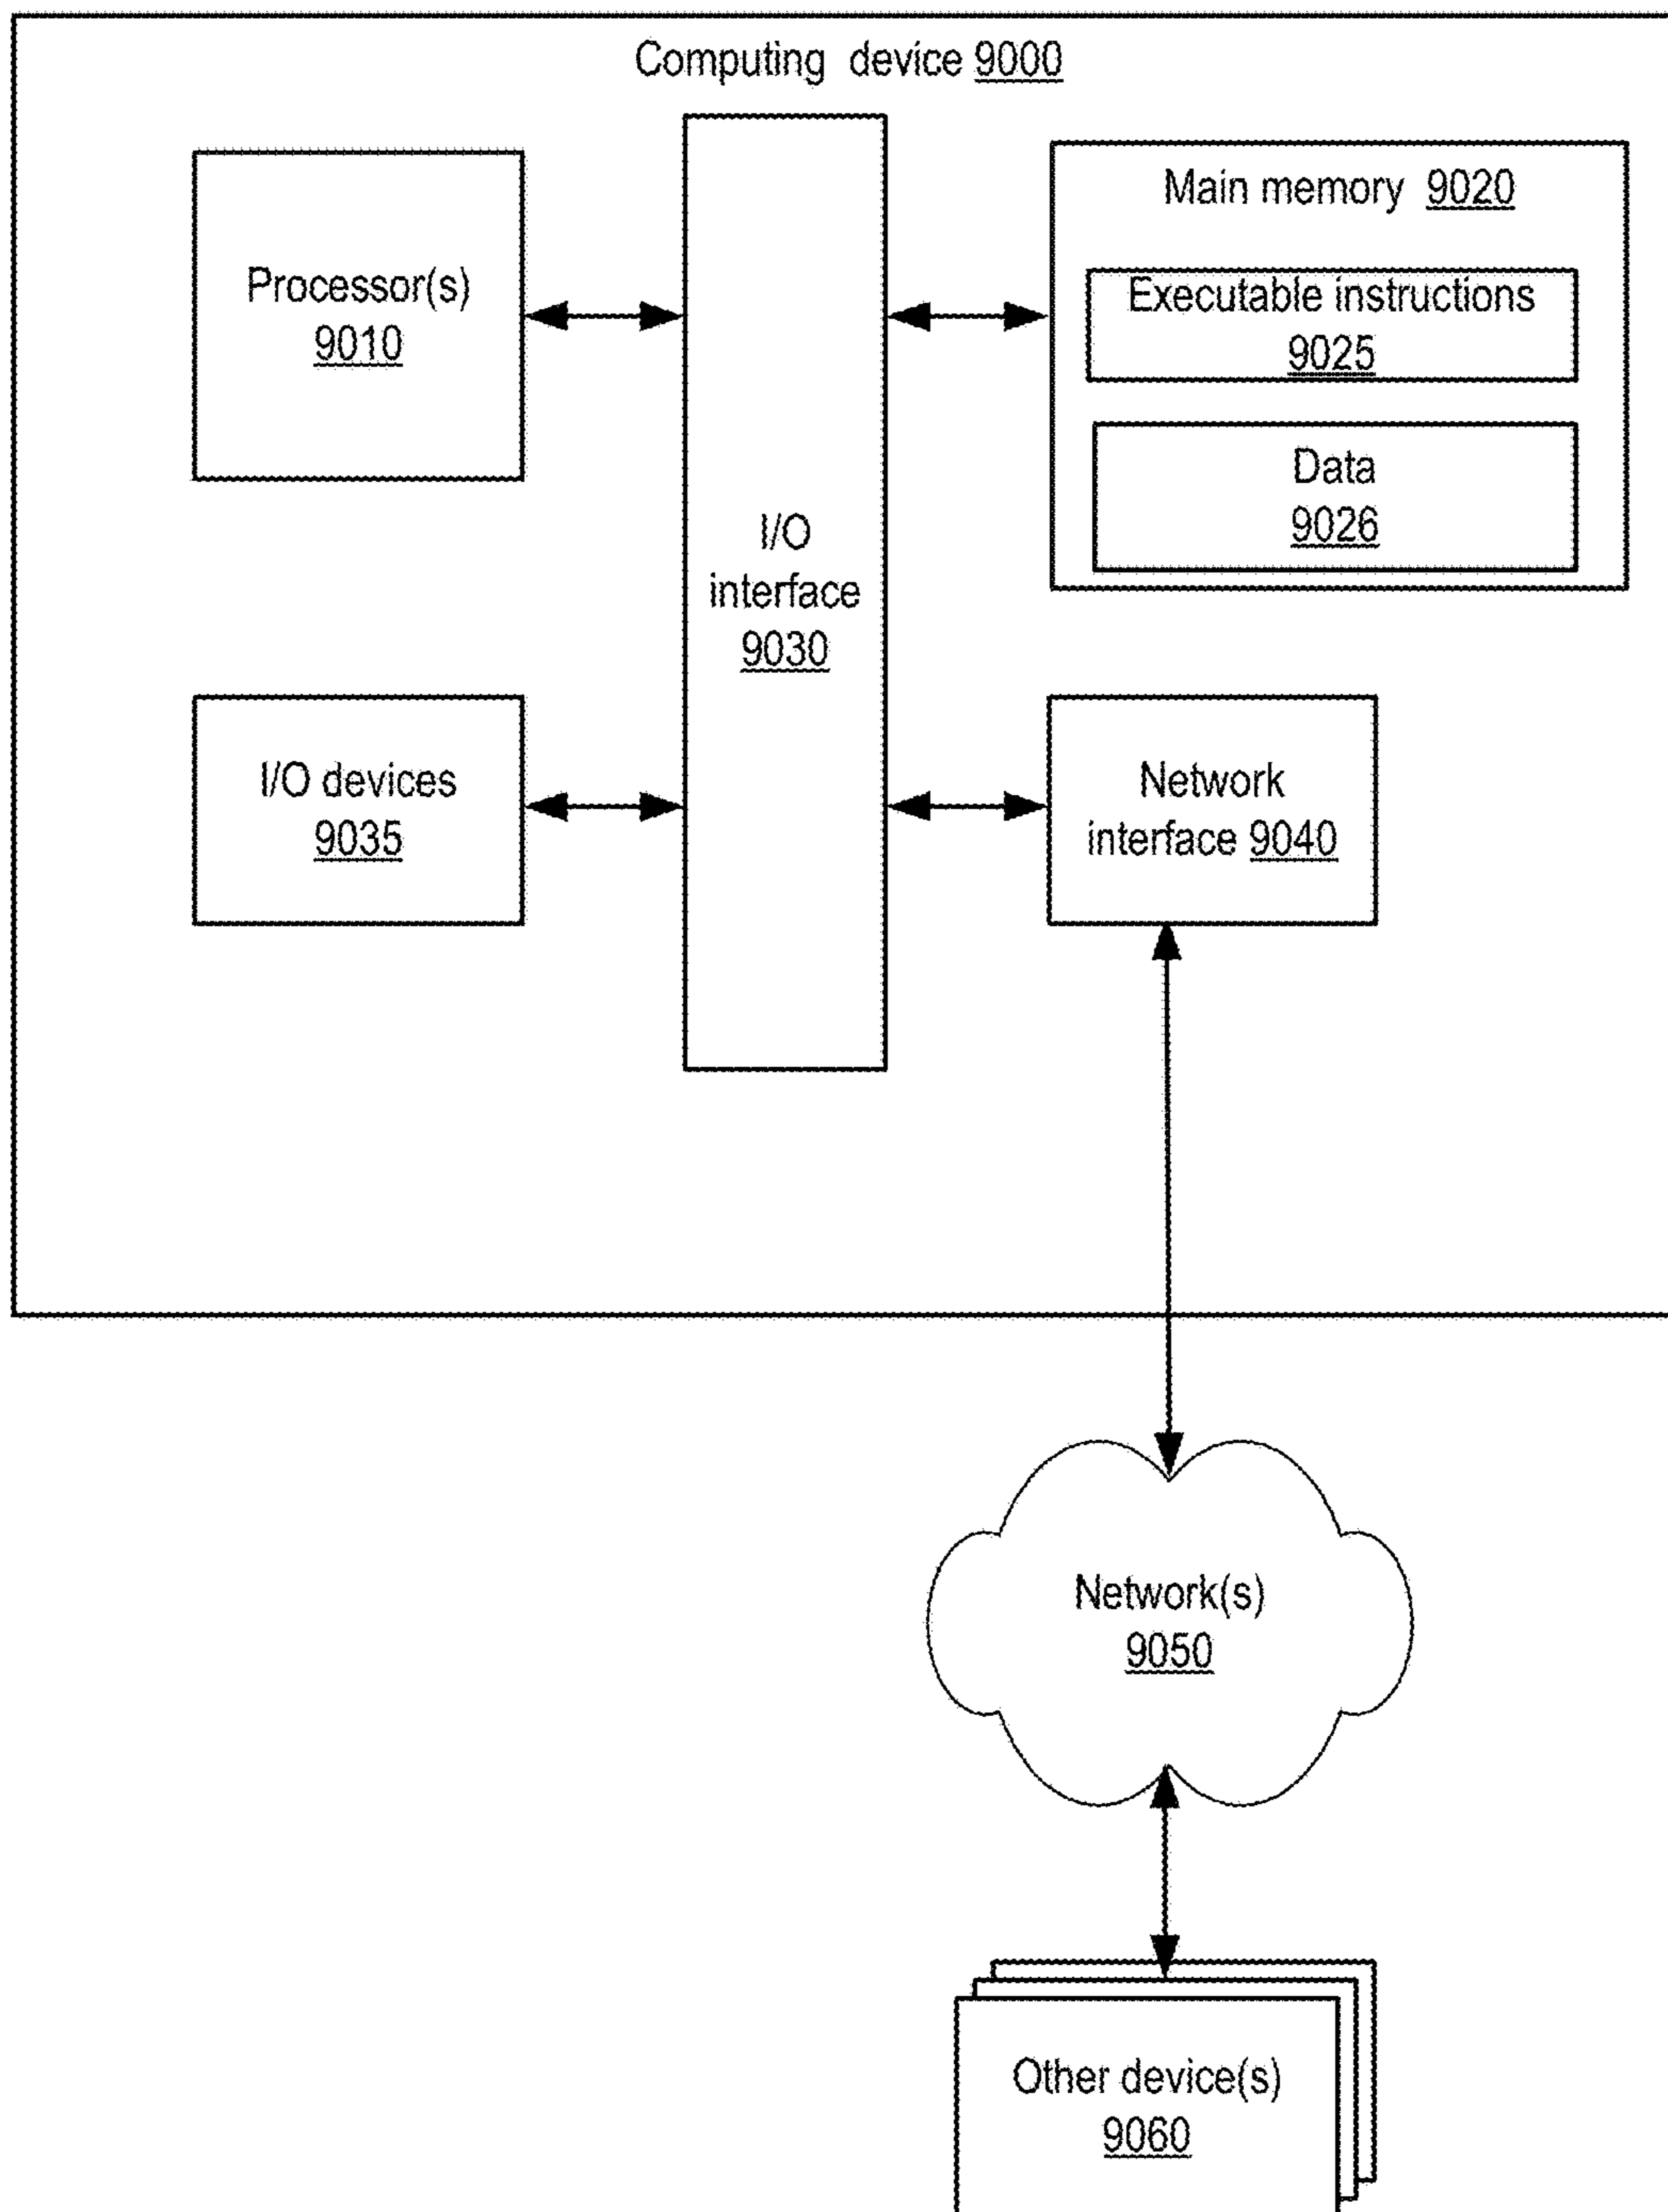 Computing device 9000
Processor(s)
9010
I/O
interface
9030
Main memory 9020
Executable instructions
9025
Data
9026
I/O devices
9035
Network
interface 9040
Network(s)
9050
Other device(s)
9060